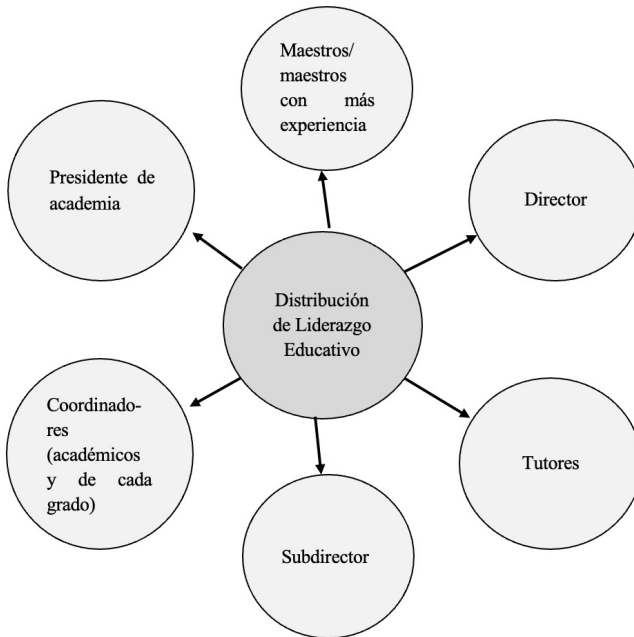 Maestros/
maestros
con más
experiencia
Presidente de
academia
Director
Distribución
de Liderazgo
Educativo
Coordinado-
res
(académicos
y de cada
grado)
Tutores
Subdirector